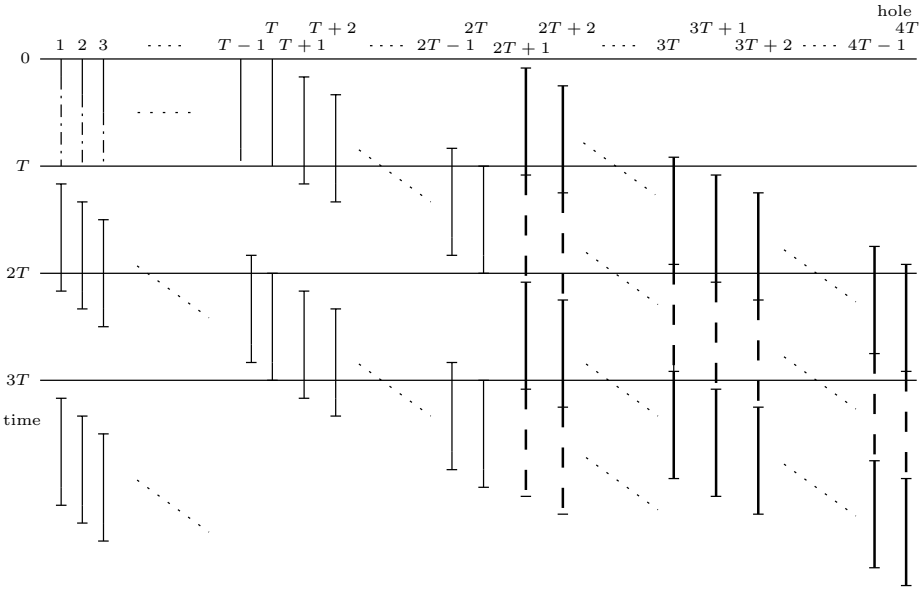 hole
T T + 2 2T 2T + 2 3T + 1 4T
1 2 3 ···· T − 1 T + 1 ···· 2T − 1 2T + 1 ···· 3T 3T + 2 ···· 4T − 1
0
T
2T
3T
time